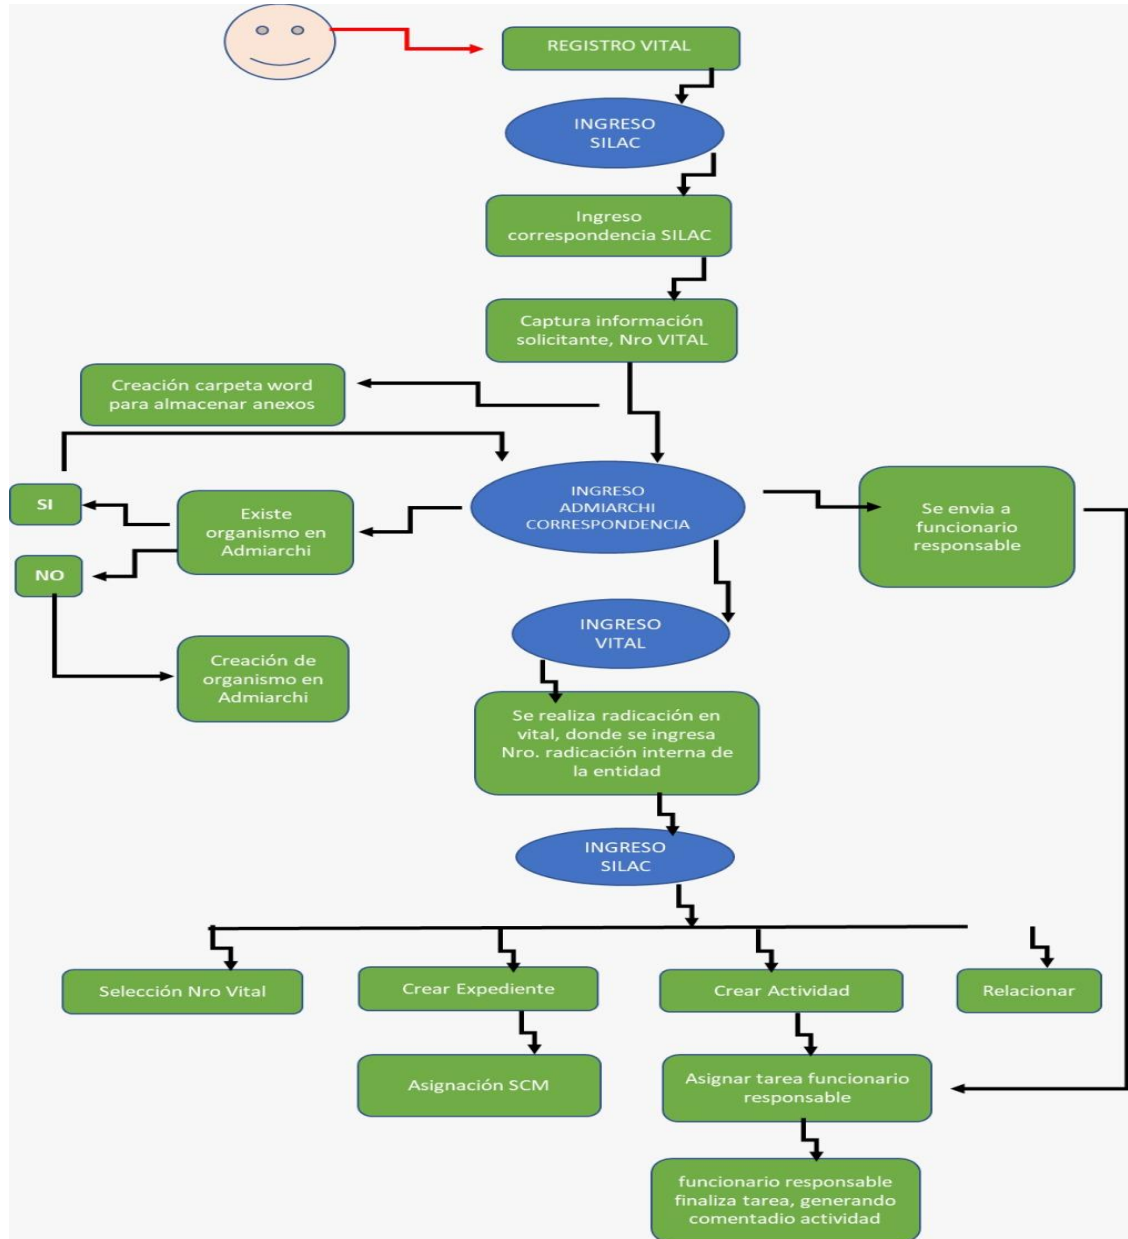 REGISTRO VITAL
INGRESO
SILAC
Ingreso
correspondencia SILAC
Captura información
solicitante, Nro VITAL
Creación carpeta word
para almacenar anexos
INGRESO
ADMIARCHI
CORRESPONDENCIA
SI
Existe
organismo en
Admiarchi
Se envia a
funcionario
responsable
NO
INGRESO
VITAL
Creación de
organismo en
Admiarchi
Se realiza radicación en
vital, donde se ingresa
Nro. radicación interna de
la entidad
INGRESO
SILAC
Selección Nro Vital
Crear Expediente
Crear Actividad
Relacionar
Asignación SCM
Asignar tarea funcionario
responsable
funcionario responsable
finaliza tarea, generando
comentadio actividad